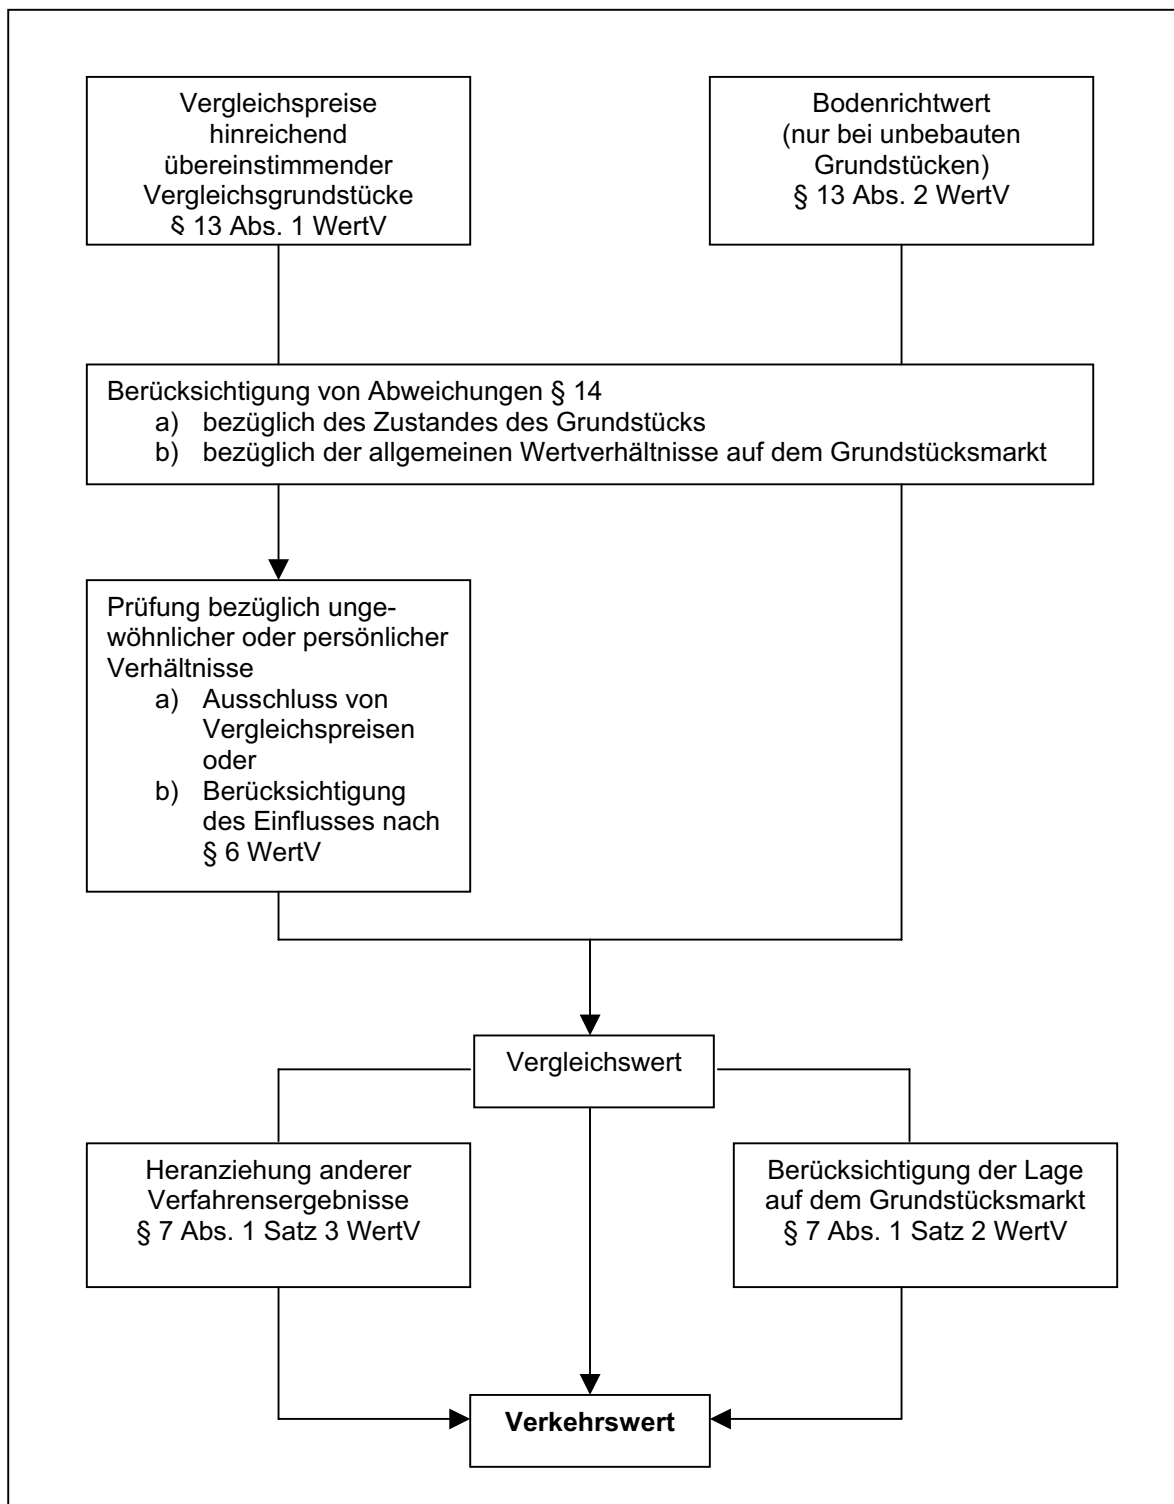 Vergleichspreise
hinreichend
übereinstimmender
Vergleichsgrundstücke
§ 13 Abs. 1 WertV
Bodenrichtwert
(nur bei unbebauten
Grundstücken)
§ 13 Abs. 2 WertV
Berücksichtigung von Abweichungen § 14
a) bezüglich des Zustandes des Grundstücks
b) bezüglich der allgemeinen Wertverhältnisse auf dem Grundstücksmarkt
Prüfung bezüglich unge-
wöhnlicher oder persönlicher
Verhältnisse
a) Ausschluss von
Vergleichspreisen
oder
b) Berücksichtigung
des Einflusses nach
§ 6 WertV
Vergleichswert
Heranziehung anderer
Verfahrensergebnisse
§ 7 Abs. 1 Satz 3 WertV
Berücksichtigung der Lage
auf dem Grundstücksmarkt
§ 7 Abs. 1 Satz 2 WertV
Verkehrswert